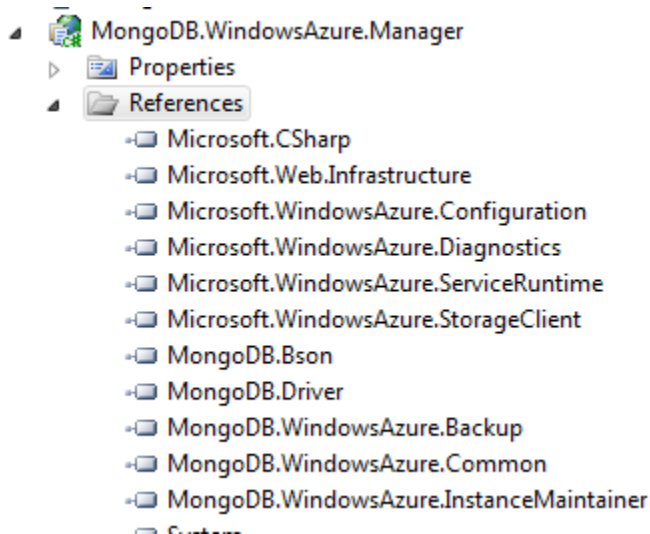 MongoDB.WindowsAzure.Manager
Properties
References
Microsoft.CSharp
Microsoft.Web.Infrastructure
Microsoft.WindowsAzure.Configuration
Microsoft.WindowsAzure.Diagnostics
Microsoft.WindowsAzure.ServiceRuntime
Microsoft.WindowsAzure.StorageClient
MongoDB.Bson
MongoDB.Driver
MongoDB.WindowsAzure.Backup
MongoDB.WindowsAzure.Common
MongoDB.WindowsAzure.InstanceMaintainer
System